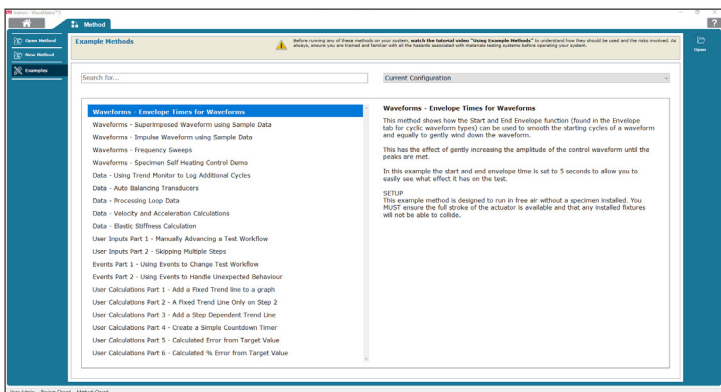 Instron - WaveMatrix™3
Method
?
Open Method
New Method
Examples
Example Methods
Before running any of these methods on your system, watch the tutorial video "Using Example Methods" to understand how they should be used and the risks involved. As
always, ensure you are trained and familiar with all the hazards associated with materials testing systems before operating your system.
Open
Search for...
Current Configuration
Waveforms - Envelope Times for Waveforms
Waveforms - Superimposed Waveform using Sample Data
Waveforms - Impulse Waveform using Sample Data
Waveforms - Frequency Sweeps
Waveforms - Specimen Self Heating Control Demo
Data - Using Trend Monitor to Log Additional Cycles
Data - Auto Balancing Transducers
Data - Processing Loop Data
Data - Velocity and Acceleration Calculations
Data - Elastic Stiffness Calculation
User Inputs Part 1 - Manually Advancing a Test Workflow
User Inputs Part 2 - Skipping Multiple Steps
Events Part 1 - Using Events to Change Test Workflow
Events Part 2 - Using Events to Handle Unexpected Behaviour
User Calculations Part 1 - Add a Fixed Trend line to a graph
User Calculations Part 2 - A Fixed Trend Line Only on Step 2
User Calculations Part 3 - Add a Step Dependent Trend Line
User Calculations Part 4 - Create a Simple Countdown Timer
User Calculations Part 5 - Calculated Error from Target Value
User Calculations Part 6 - Calculated % Error from Target Value
Waveforms - Envelope Times for Waveforms
This method shows how the Start and End Envelope function (found in the Envelope
tab for cyclic waveform types) can be used to smooth the starting cycles of a waveform
and equally to gently wind down the waveform.
This has the effect of gently increasing the amplitude of the control waveform until the
peaks are met.
In this example the start and end envelope time is set to 5 seconds to allow you to
easily see what effect it has on the test.
SETUP
This example method is designed to run in free air without a specimen installed. You
MUST ensure the full stroke of the actuator is available and that any installed fixtures
will not be able to collide.
User Admin
Project Closed
Method Closed